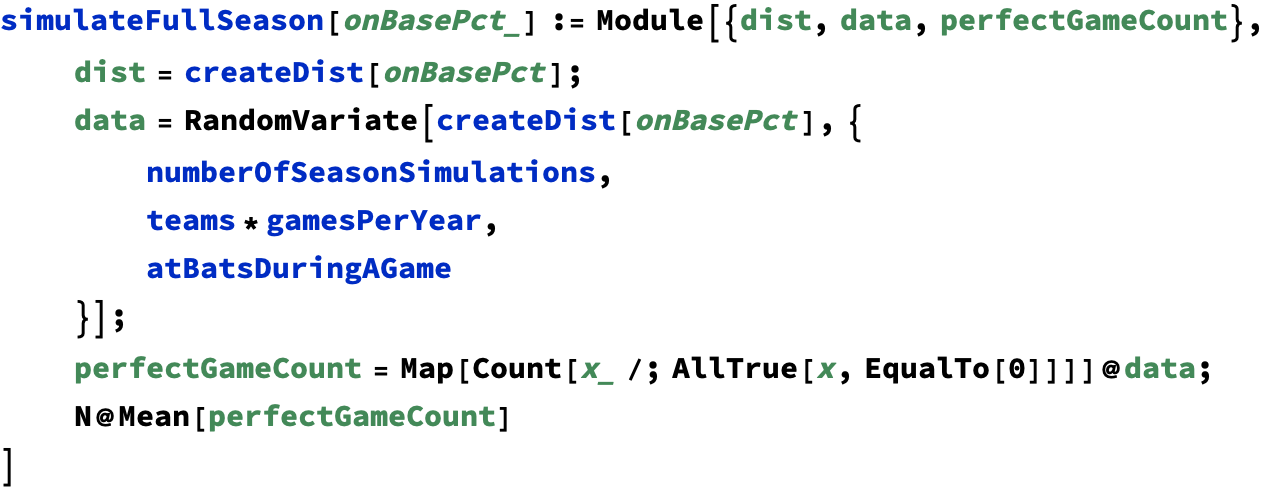 simulateFullSeason[onBasePct_] := Module[{dist, data, perfectGameCount},
dist = createDist[onBasePct];
data = RandomVariate[createDist[onBasePct], {
numberOfSeasonSimulations,
teams * gamesPerYear,
atBatsDuringAGame
}];
perfectGameCount = Map[Count[x_ /; AllTrue[x, EqualTo[0]]]]@data;
N@Mean[perfectGameCount]
]